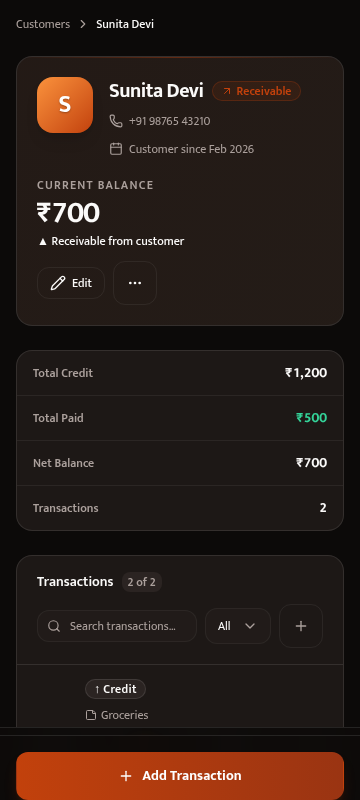 Customers > Sunita Devi
S
Sunita Devi
↗ Receivable
+91 98765 43210
Customer since Feb 2026
CURRENT BALANCE
₹700
▲ Receivable from customer
Edit
···
Total Credit ₹1,200
Total Paid ₹500
Net Balance ₹700
Transactions 2
Transactions 2 of 2
Search transactions... All +
↑ Credit
Groceries
+ Add Transaction